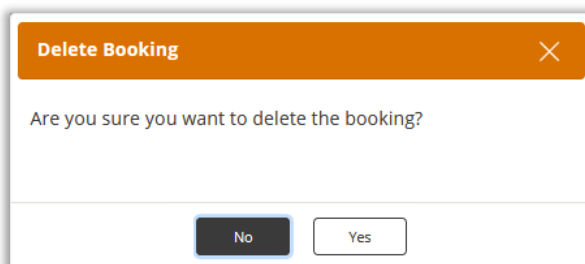 Delete Booking
Are you sure you want to delete the booking?
No Yes